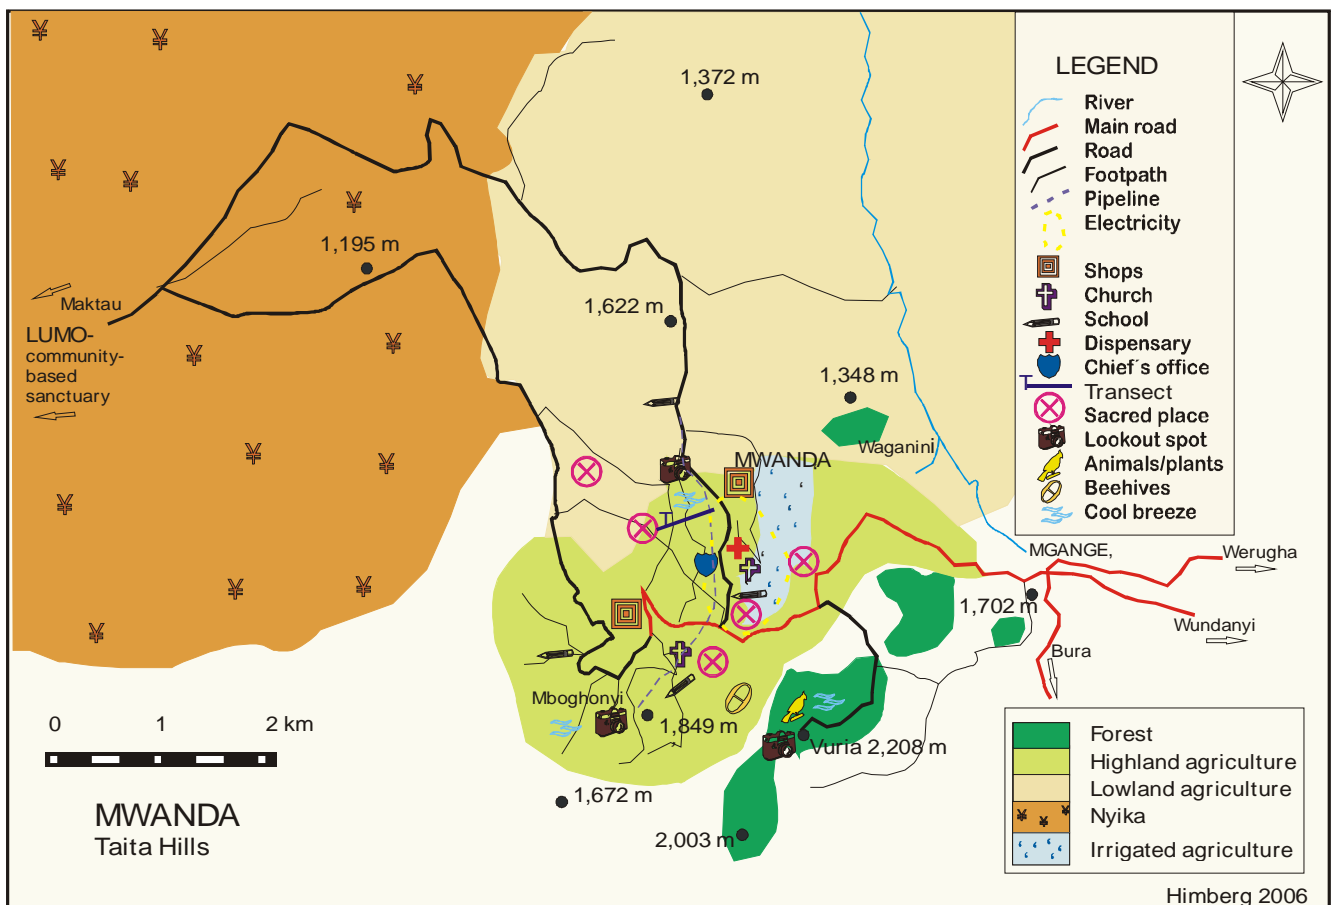 1,372 m
1,195 m
Maktau
LUMO-
community-
based
sanctuary
1,622 m
1,348 m
Waganini
MWANDA
T
MGANGE,
Werugha
1,702 m
Wundanyi
Bura
Mboghonyi
1,849 m
Vuria 2,208 m
1,672 m
2,003 m
0 1 2 km
MWANDA
Taita Hills
LEGEND
River
Main road
Road
Footpath
Pipeline
Electricity
Shops
Church
School
Dispensary
Chief´s office
T Transect
Sacred place
Lookout spot
Animals/plants
Beehives
Cool breeze
Forest
Highland agriculture
Lowland agriculture
Nyika
Irrigated agriculture
Himberg 2006